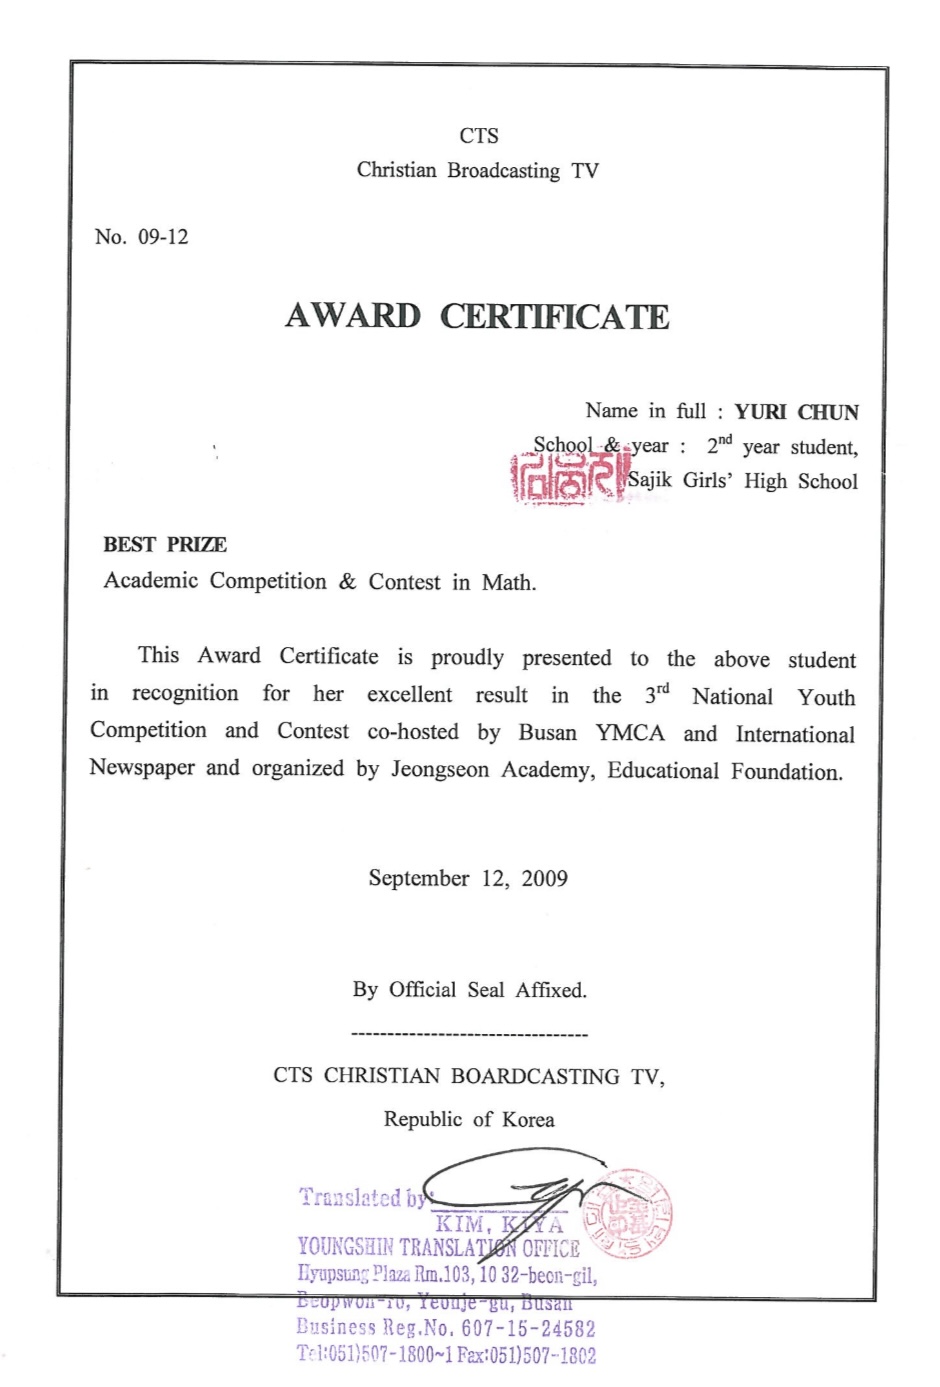 CTS
Christian Broadcasting TV
No. 09-12
AWARD CERTIFICATE
Name in full : YURI CHUN
School & year : 2nd year student,
Sajik Girls' High School
BEST PRIZE
Academic Competition & Contest in Math.
This Award Certificate is proudly presented to the above student
in recognition for her excellent result in the 3rd National Youth
Competition and Contest co-hosted by Busan YMCA and International
Newspaper and organized by Jeongseon Academy, Educational Foundation.
September 12, 2009
By Official Seal Affixed.
---------------------------------
CTS CHRISTIAN BOARDCASTING TV,
Republic of Korea
Translated by:
KIM, KIYA
YOUNGSHIN TRANSLATION OFFICE
Hyupsung Plaza Rm.103, 10 32-beon-gil,
Beopwon-ro, Yeonje-gu, Busan
Business Reg.No. 607-15-24582
Tel:051)507-1800~1 Fax:051)507-1802